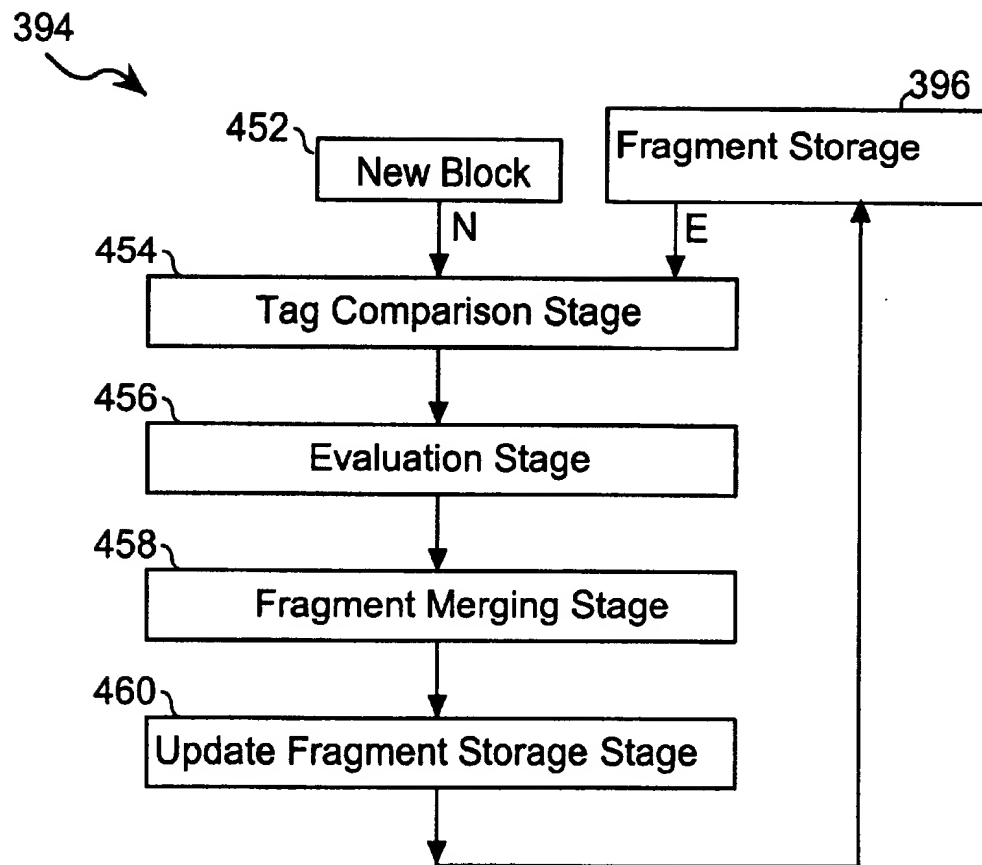 394
396
452
New Block
Fragment Storage
N
E
454
Tag Comparison Stage
456
Evaluation Stage
458
Fragment Merging Stage
460
Update Fragment Storage Stage